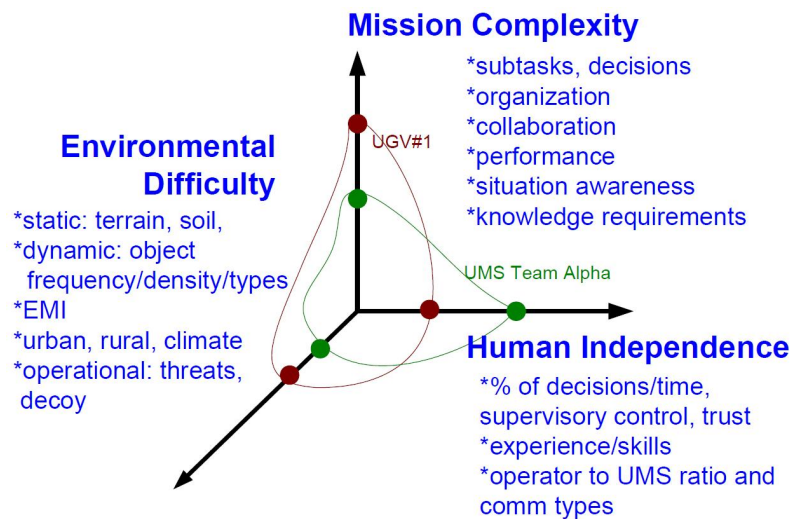 Mission Complexity
*subtasks, decisions
*organization
*collaboration
*performance
*situation awareness
*knowledge requirements
UGV#1
Environmental
Difficulty
*static: terrain, soil,
*dynamic: object
frequency/density/types
*EMI
*urban, rural, climate
*operational: threats,
decoy
UMS Team Alpha
Human Independence
*% of decisions/time,
supervisory control, trust
*experience/skills
*operator to UMS ratio and
comm types